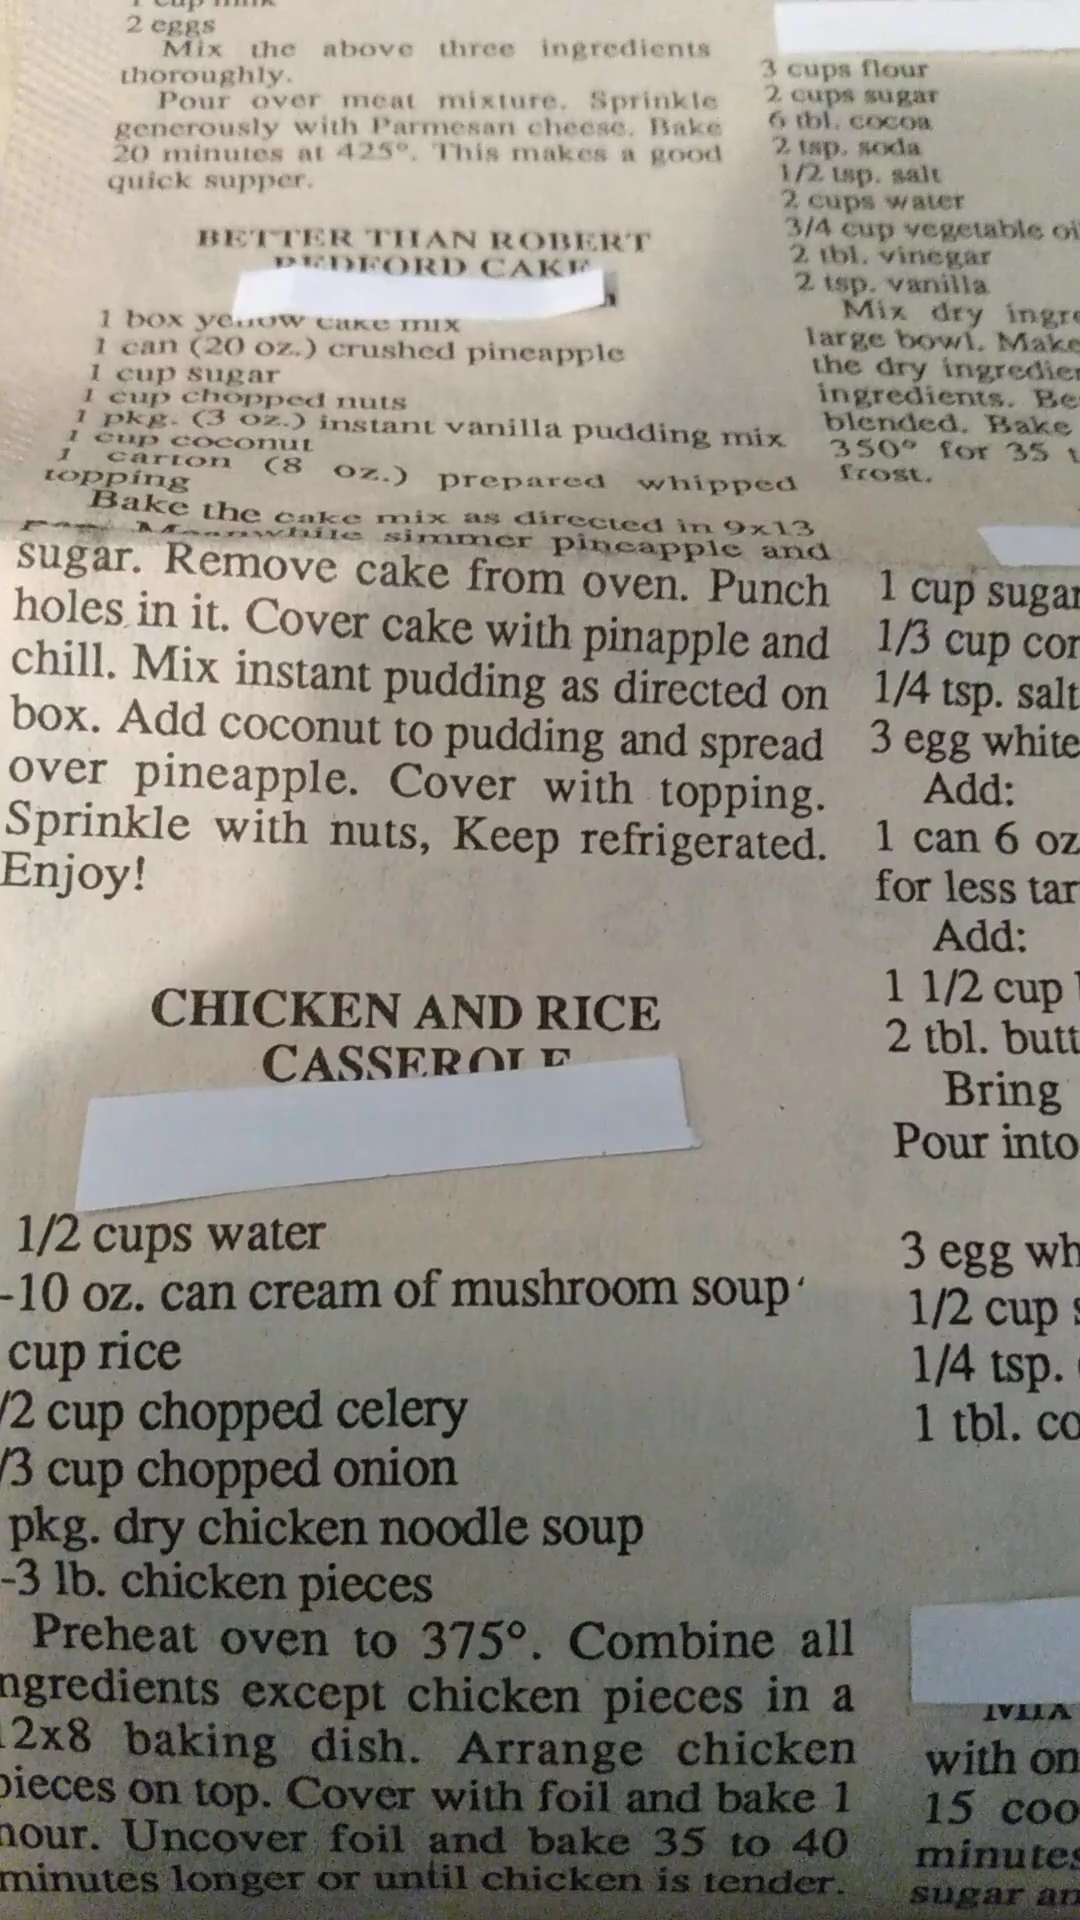 2 eggs
Mix the above three ingredients
thoroughly.
Pour over meat mixture. Sprinkle
generously with Parmesan cheese. Bake
20 minutes at 425°. This makes a good
quick supper.
BETTER THAN ROBERT
REDFORD CAKE
1 box yellow cake mix
1 can (20 oz.) crushed pineapple
1 cup sugar
1 cup chopped nuts
1 pkg. (3 oz.) instant vanilla pudding mix
1 cup coconut
1 carton (8 oz.) prepared whipped
topping
Bake the cake mix as directed in 9x13
pan. Meanwhile simmer pineapple and
sugar. Remove cake from oven. Punch
holes in it. Cover cake with pinapple and
chill. Mix instant pudding as directed on
box. Add coconut to pudding and spread
over pineapple. Cover with topping.
Sprinkle with nuts, Keep refrigerated.
Enjoy!
CHICKEN AND RICE
CASSEROLE
1/2 cups water
-10 oz. can cream of mushroom soup
cup rice
/2 cup chopped celery
/3 cup chopped onion
pkg. dry chicken noodle soup
-3 lb. chicken pieces
Preheat oven to 375°. Combine all
ngredients except chicken pieces in a
12x8 baking dish. Arrange chicken
pieces on top. Cover with foil and bake 1
hour. Uncover foil and bake 35 to 40
minutes longer or until chicken is tender.
3 cups flour
2 cups sugar
6 tbl. cocoa
2 tsp. soda
1/2 tsp. salt
2 cups water
3/4 cup vegetable oi
2 tbl. vinegar
2 tsp. vanilla
Mix dry ingre
large bowl. Make
the dry ingredien
ingredients. Be
blended. Bake
350° for 35 t
frost.
1 cup sugar
1/3 cup cor
1/4 tsp. salt
3 egg white
Add:
1 can 6 oz
for less tar
Add:
1 1/2 cup
2 tbl. butt
Bring
Pour into
3 egg wh
1/2 cup s
1/4 tsp.
1 tbl. co
Mix
with on
15 coo
minutes
sugar an